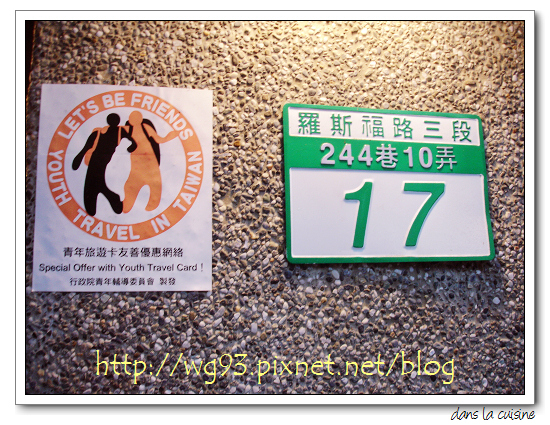 LET'S BE FRIENDS
YOUTH TRAVEL IN TAIWAN
青年旅遊卡友善優惠網絡
Special Offer with Youth Travel Card！
行政院青年輔導委員會 製發
羅斯福路三段
244巷10弄
17
http://wg93.pixnet.net/blog
dans la cuisine